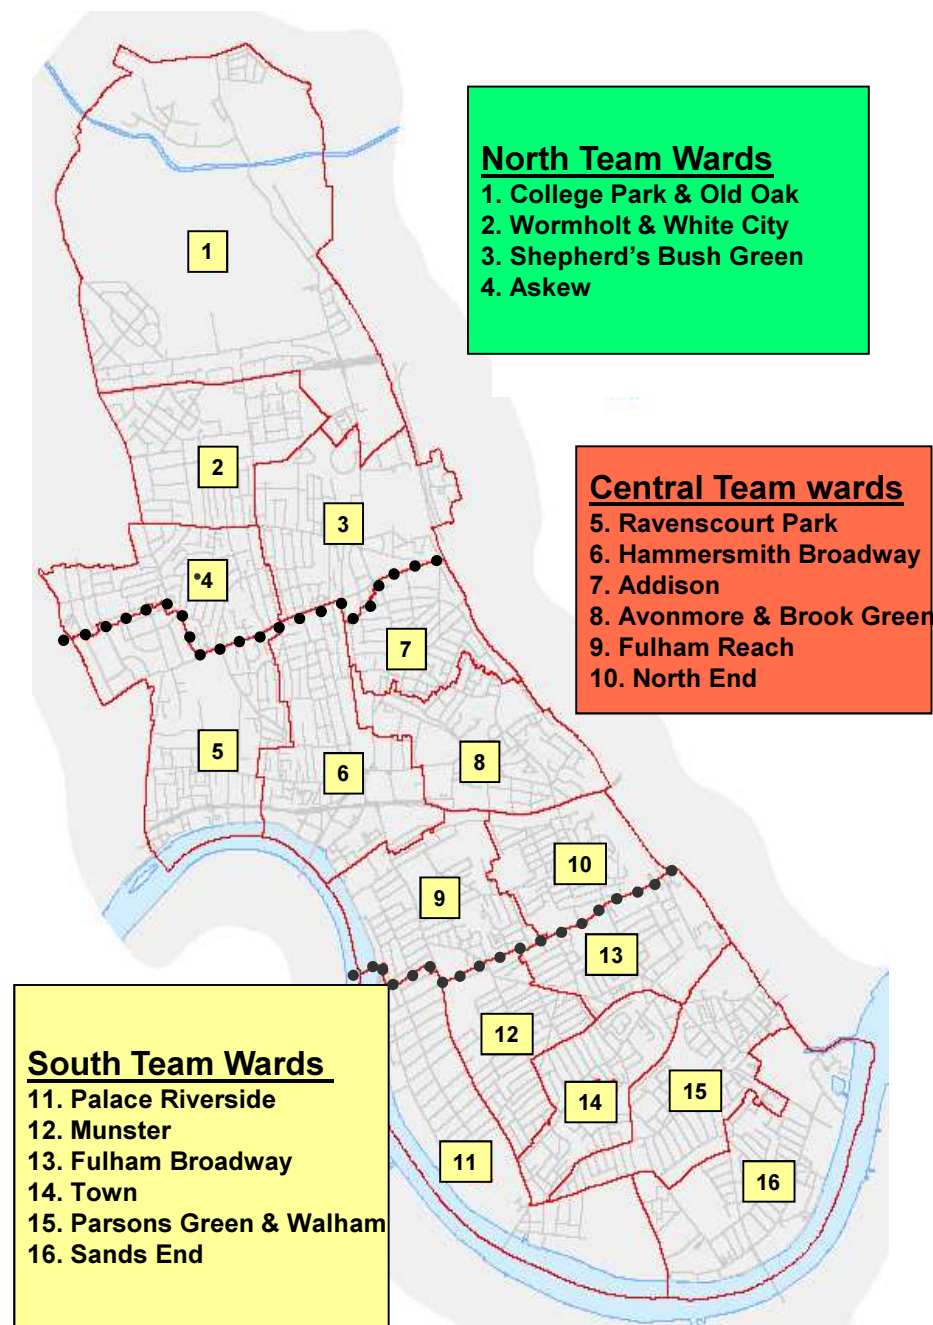 North Team Wards
1. College Park & Old Oak
2. Wormholt & White City
3. Shepherd’s Bush Green
4. Askew
1
2
Central Team wards
5. Ravenscourt Park
6. Hammersmith Broadway
7. Addison
8. Avonmore & Brook Green
9. Fulham Reach
10. North End
3
•4
7
5
6
8
10
9
13
12
South Team Wards
11. Palace Riverside
12. Munster
13. Fulham Broadway
14. Town
15. Parsons Green & Walham
16. Sands End
14
15
11
16